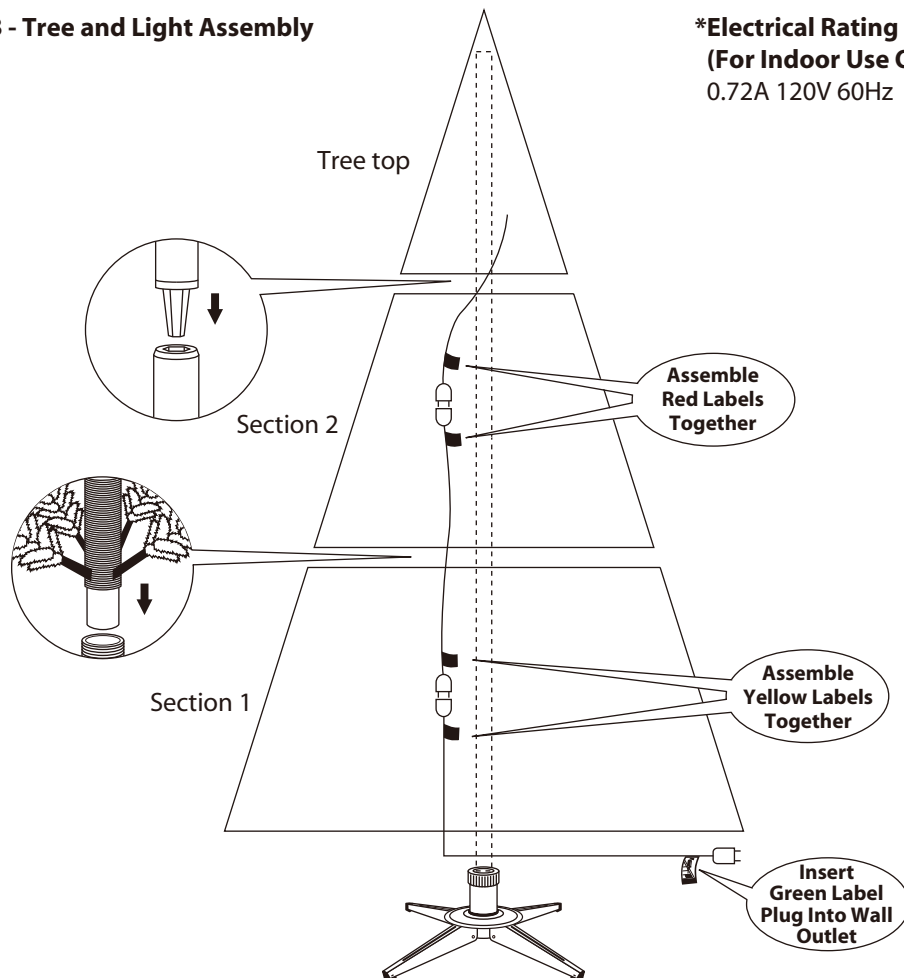 - Tree and Light Assembly
*Electrical Rating
(For Indoor Use
0.72A 120V 60Hz
Tree top
Section 2
Assemble
Red Labels
Together
Section 1
Assemble
Yellow Labels
Together
Insert
Green Label
Plug Into Wall
Outlet